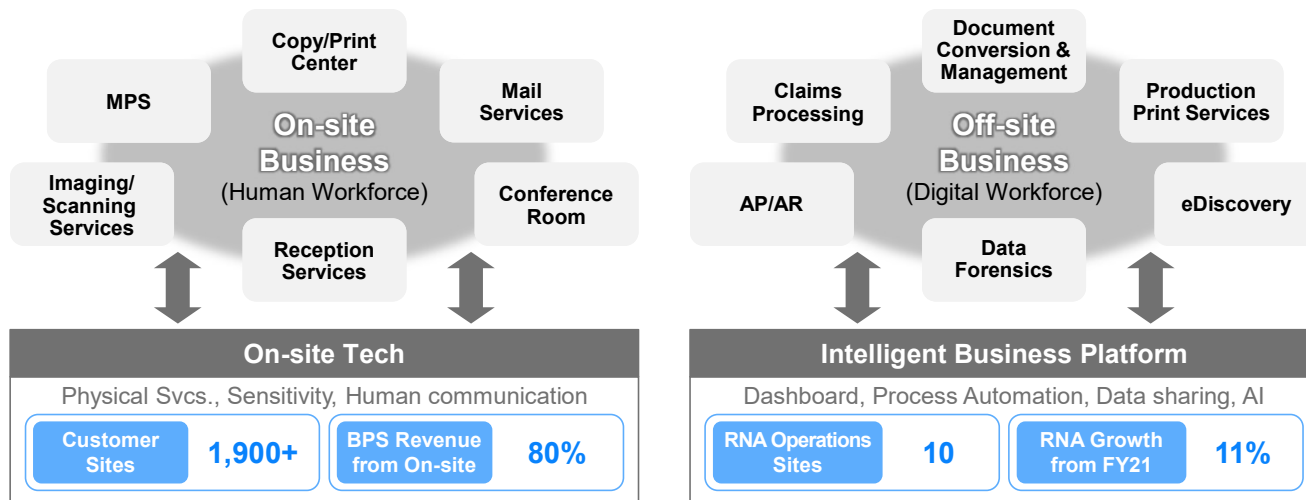 Copy/Print
Center
MPS
Mail
Services
On-site
Business
(Human Workforce)
Imaging/
Scanning
Services
Conference
Room
Reception
Services
On-site Tech
Physical Svcs., Sensitivity, Human communication
Customer
Sites
1,900+
BPS Revenue
from On-site
80%
Document
Conversion &
Management
Claims
Processing
Production
Print Services
Off-site
Business
(Digital Workforce)
AP/AR
eDiscovery
Data
Forensics
Intelligent Business Platform
Dashboard, Process Automation, Data sharing, AI
RNA Operations
Sites
10
RNA Growth
from FY21
11%